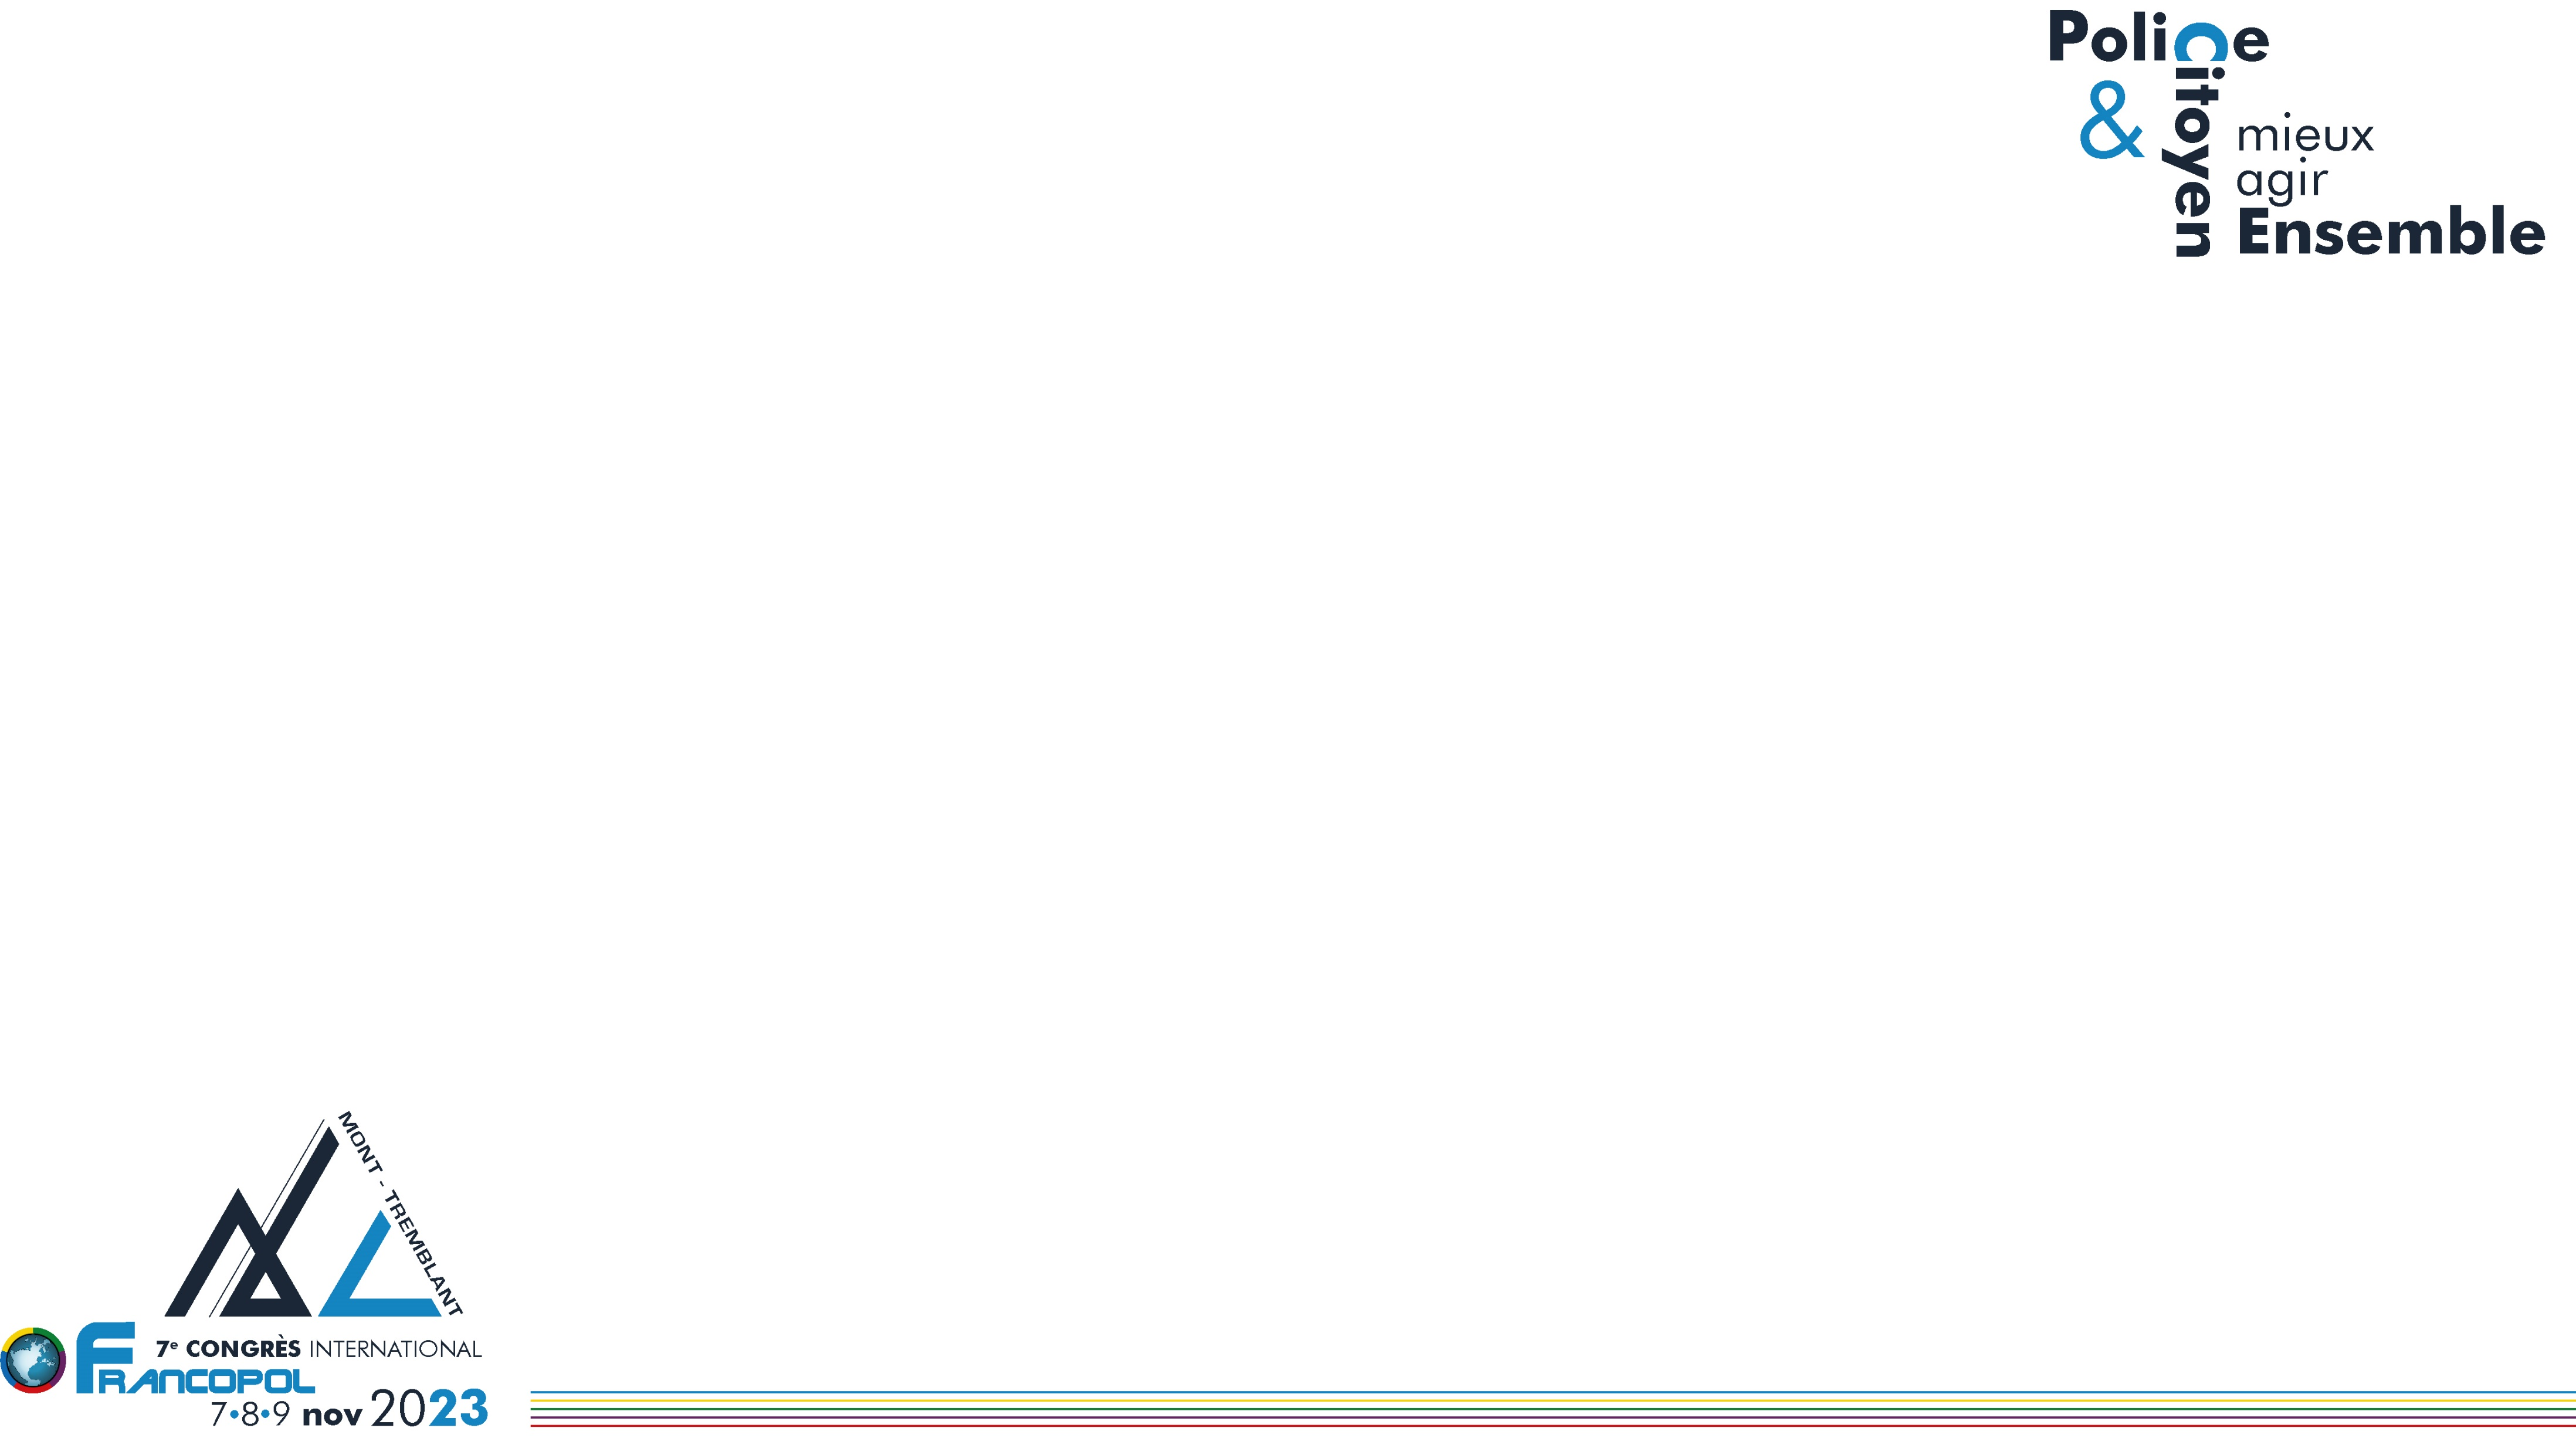 Police
&
Citoyen
mieux
agir
Ensemble
MONT - TREMBLANT
7e CONGRÈS INTERNATIONAL
FRANCOPOL
7•8•9 nov 2023